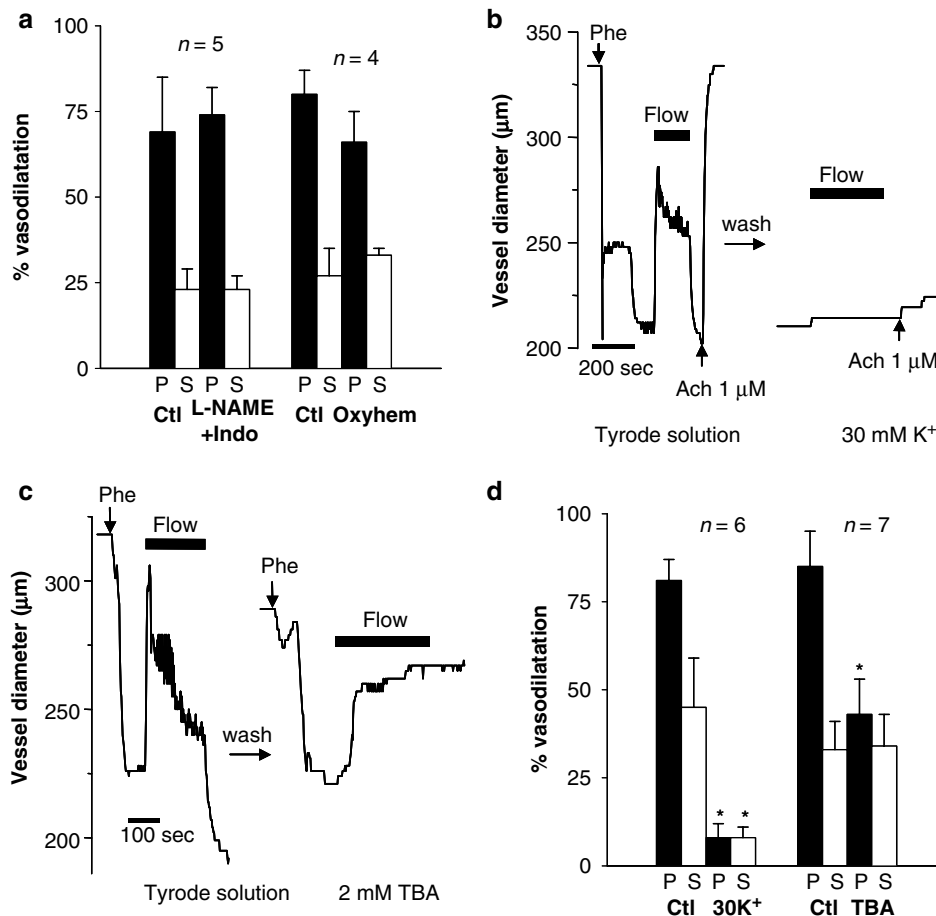 a
% vasodilatation
100
75
50
25
0
n = 5
n = 4
P S P S
P S P S
Ctl L-NAME +Indo
Ctl Oxyhem
b
Vessel diameter (μm)
350
300
250
200
Phe
Flow
wash
Flow
200 sec
Ach 1 μM
Ach 1 μM
Tyrode solution
30 mM K+
c
Vessel diameter (μm)
300
250
200
Phe
Flow
wash
Phe
Flow
100 sec
Tyrode solution
2 mM TBA
d
% vasodilatation
100
75
50
25
0
n = 6
n = 7
* *
*
P S P S
P S P S
Ctl 30K+
Ctl TBA